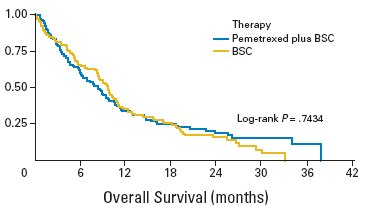 1.00
Therapy
Pemetrexed plus BSC
BSC
0.75
0.50
0.25
Log-rank P = .7434
0 6 12 18 24 30 36 42
Overall Survival (months)